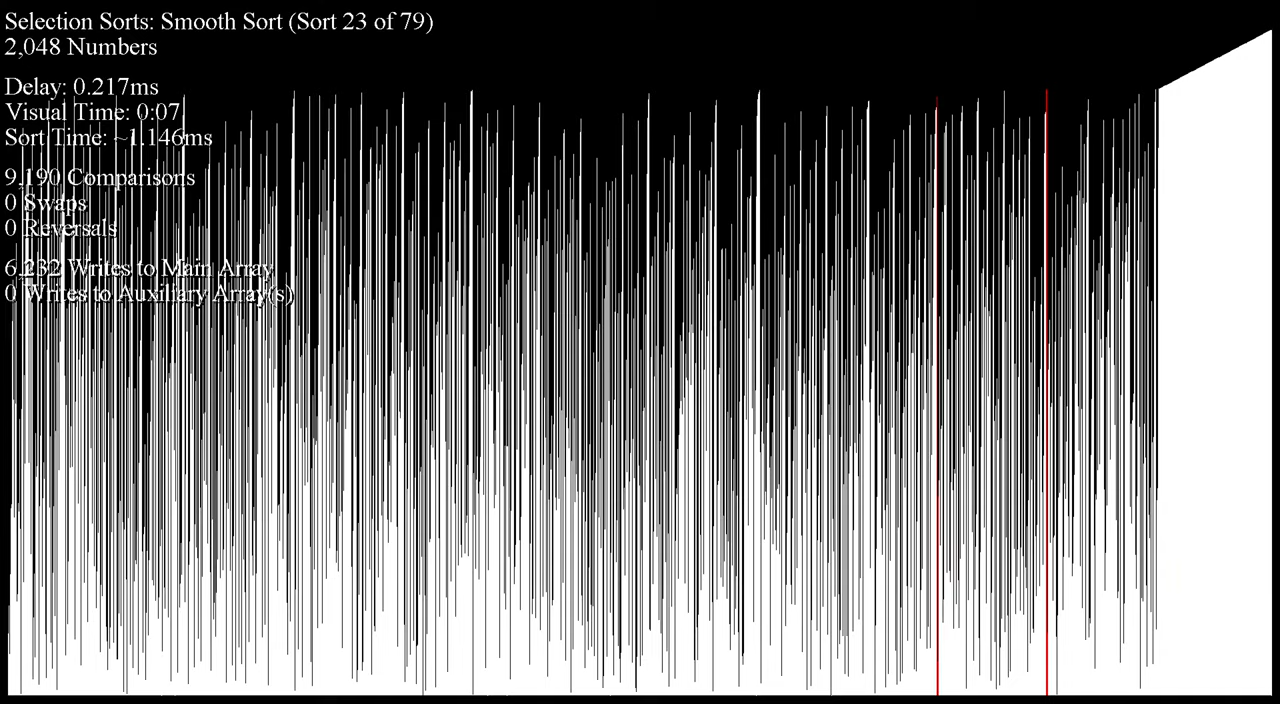 Selection Sorts: Smooth Sort (Sort 23 of 79)
2,048 Numbers
Delay: 0.217ms
Visual Time: 0:07
Sort Time: ~1.146ms
9,190 Comparisons
0 Swaps
0 Reversals
6,232 Writes to Main Array
0 Writes to Auxiliary Array(s)